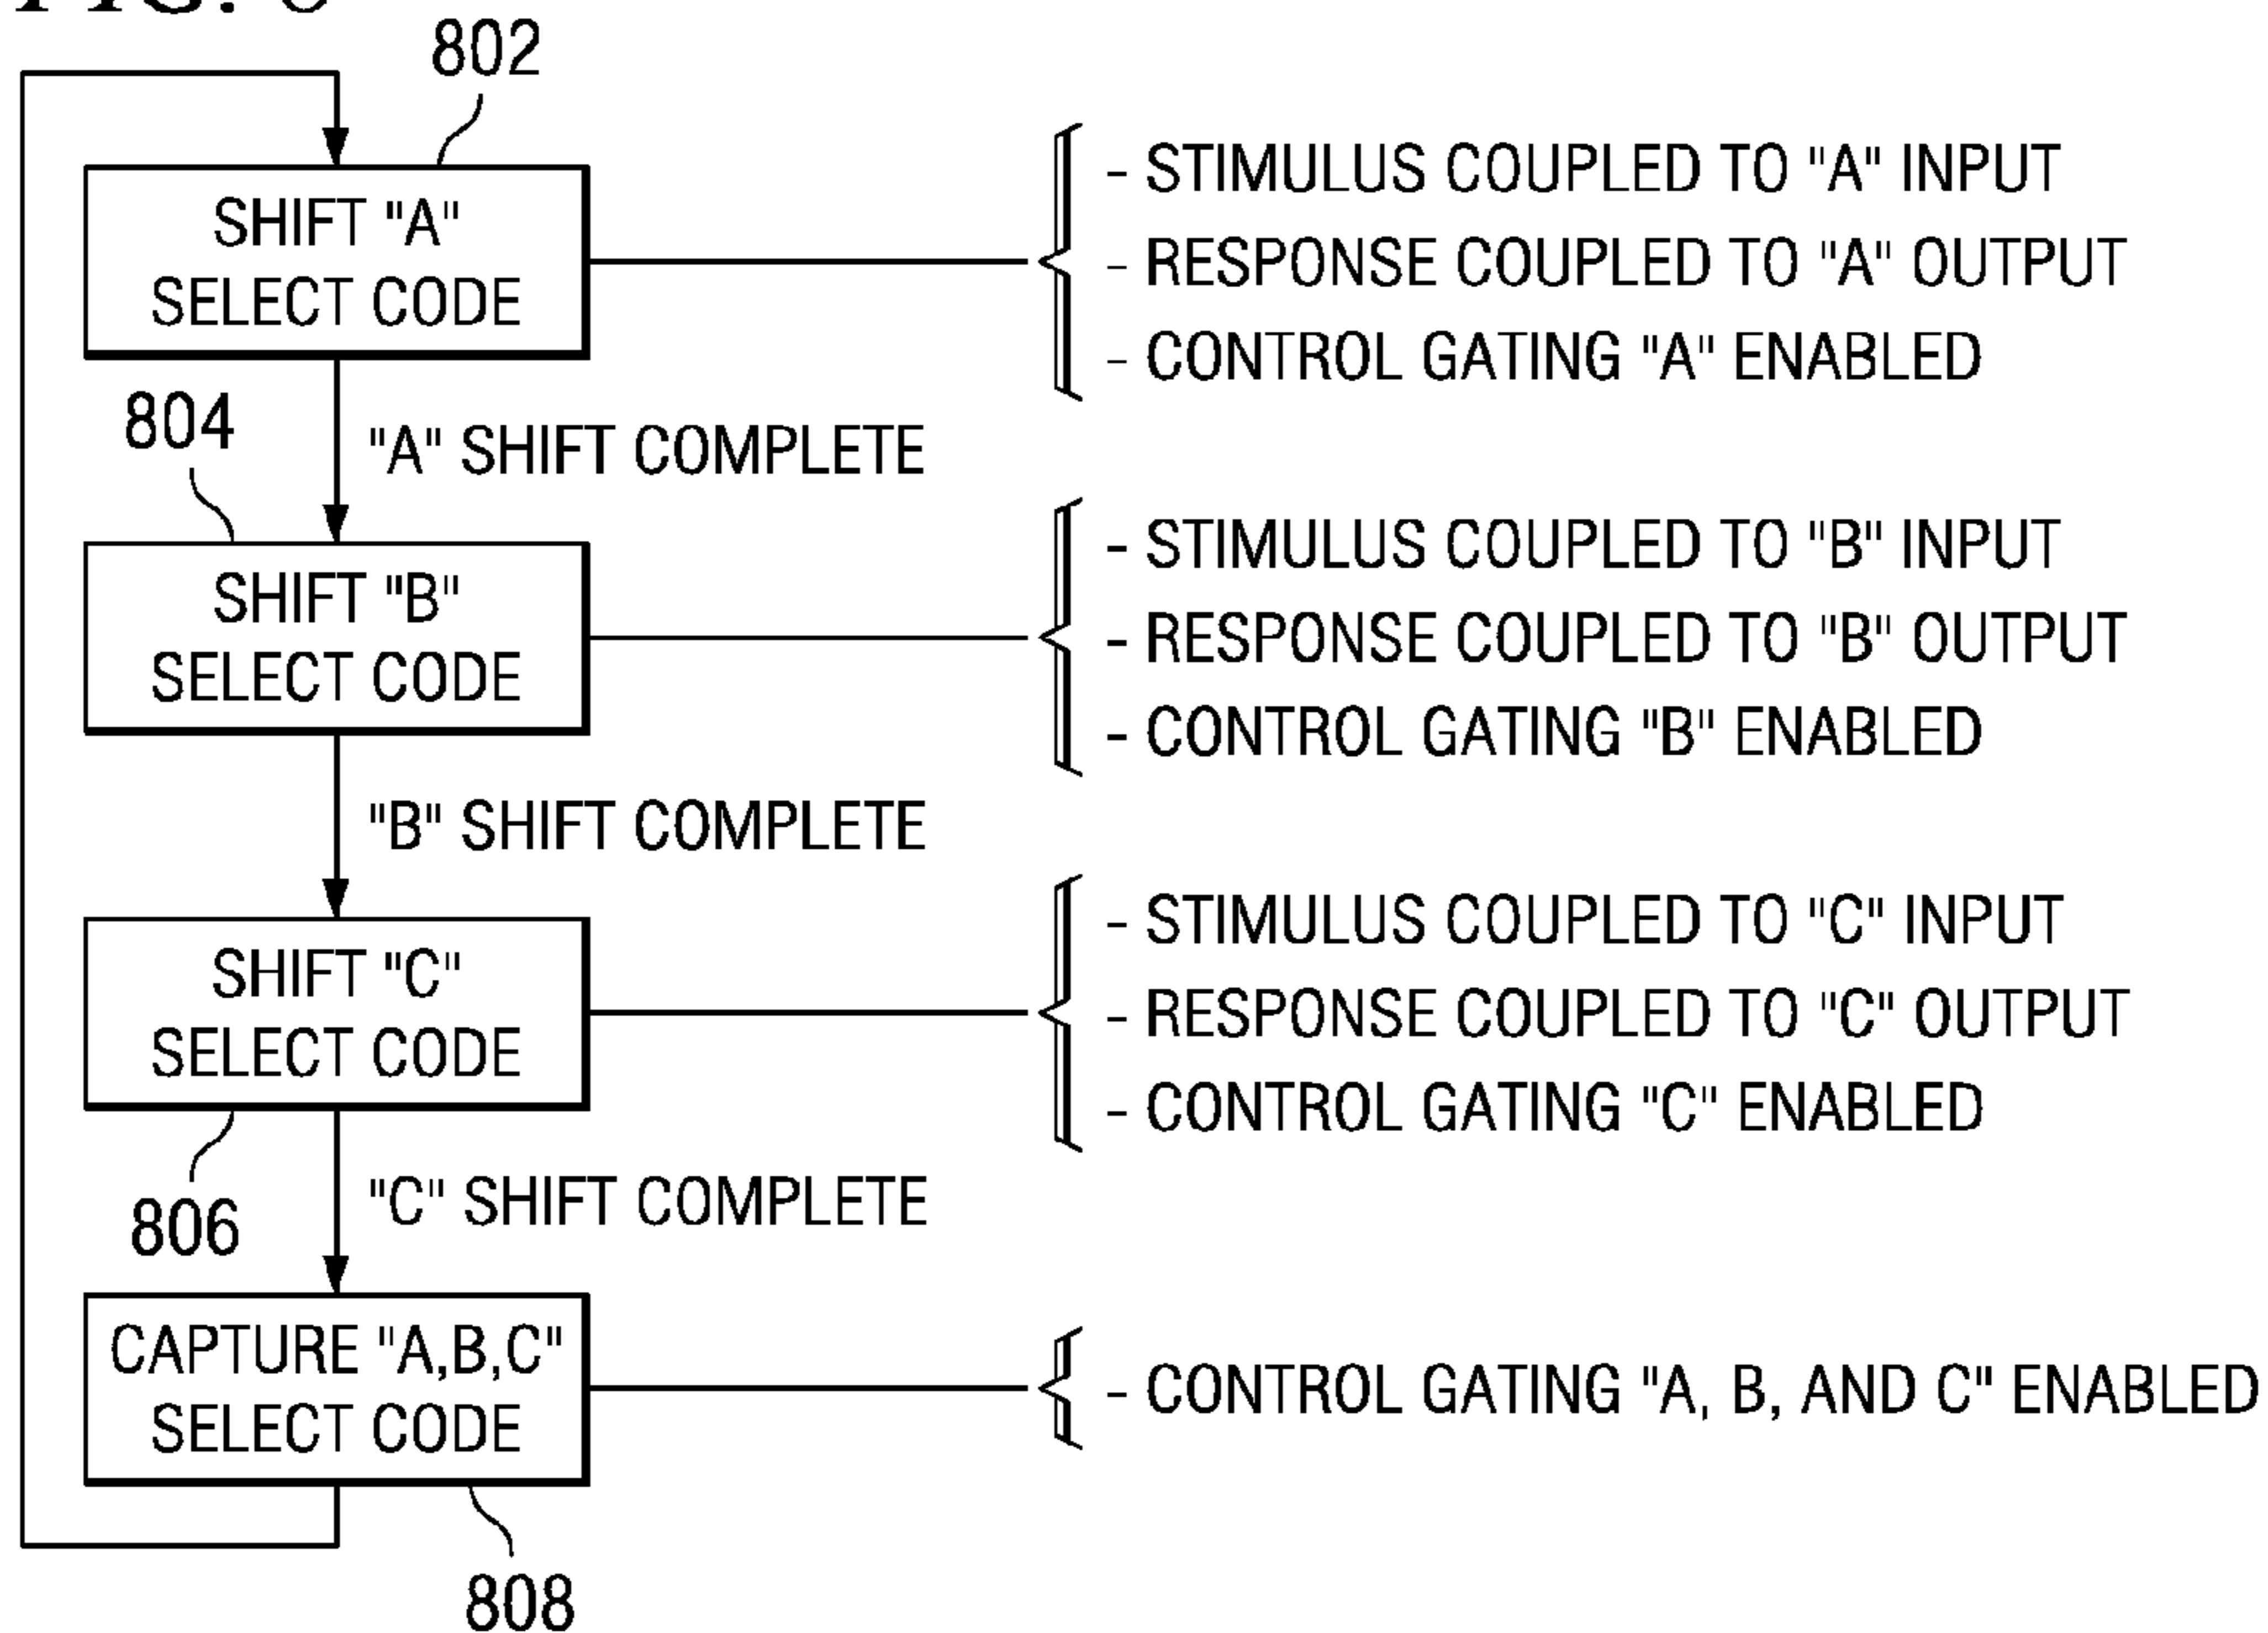 FIG.
802
SHIFT "A"
SELECT CODE
- STIMULUS COUPLED TO "A" INPUT
- RESPONSE COUPLED TO "A" OUTPUT
- CONTROL GATING "A" ENABLED
804
"A" SHIFT COMPLETE
SHIFT "B"
SELECT CODE
- STIMULUS COUPLED TO "B" INPUT
- RESPONSE COUPLED TO "B" OUTPUT
- CONTROL GATING "B" ENABLED
"B" SHIFT COMPLETE
SHIFT "C"
SELECT CODE
- STIMULUS COUPLED TO "C" INPUT
- RESPONSE COUPLED TO "C" OUTPUT
- CONTROL GATING "C" ENABLED
806
"C" SHIFT COMPLETE
CAPTURE "A,B,C"
SELECT CODE
- CONTROL GATING "A, B, AND C" ENABLED
808